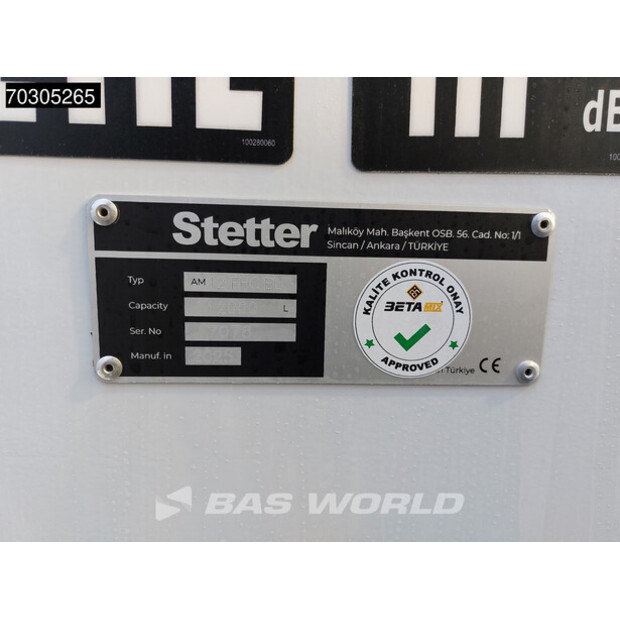 70305265
100280060
dB
Stetter
Malıköy Mah. Başkent OSB. 56. Cad. No: 1/1
Sincan / Ankara / TÜRKİYE
Typ AM
Capacity L
Ser. No
Manuf. in
KALİTE KONTROL ONAY
BETA MIX
APPROVED
Türkiye CE
BAS WORLD